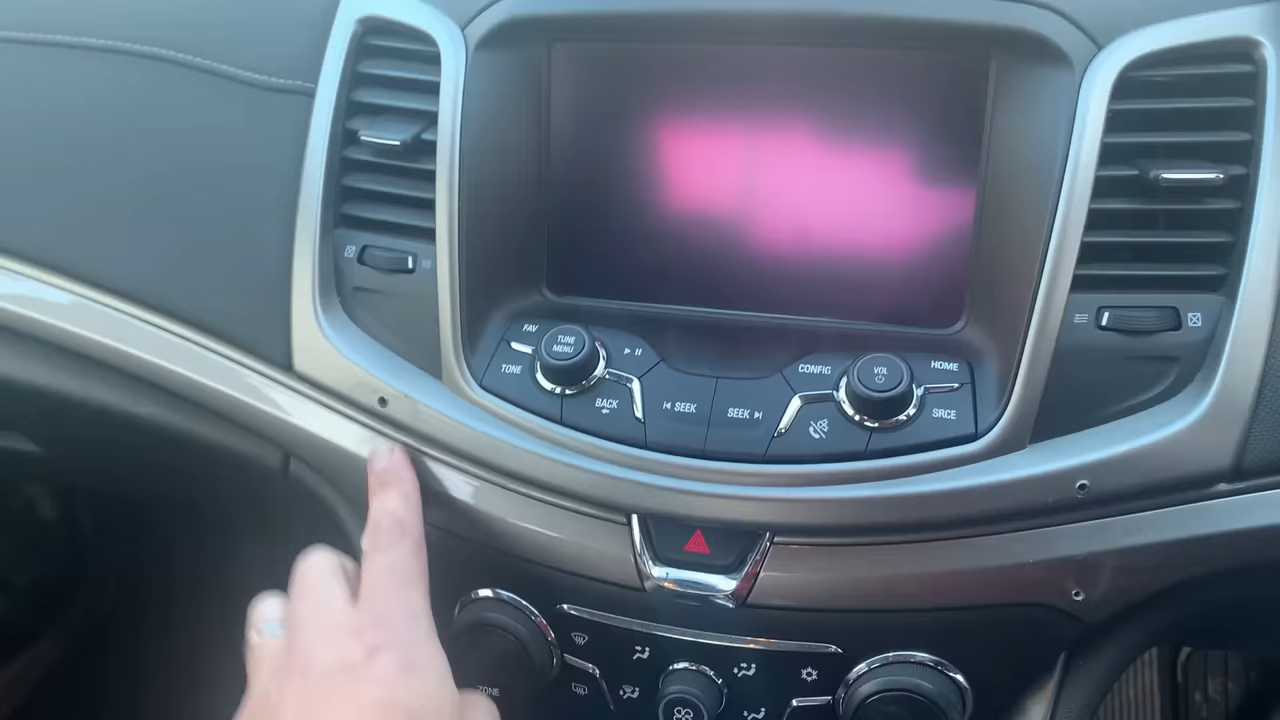 FAV
TUNE
MENU
TONE
BACK
SEEK
SEEK
CONFIG
VOL
HOME
SRCE
ZONE